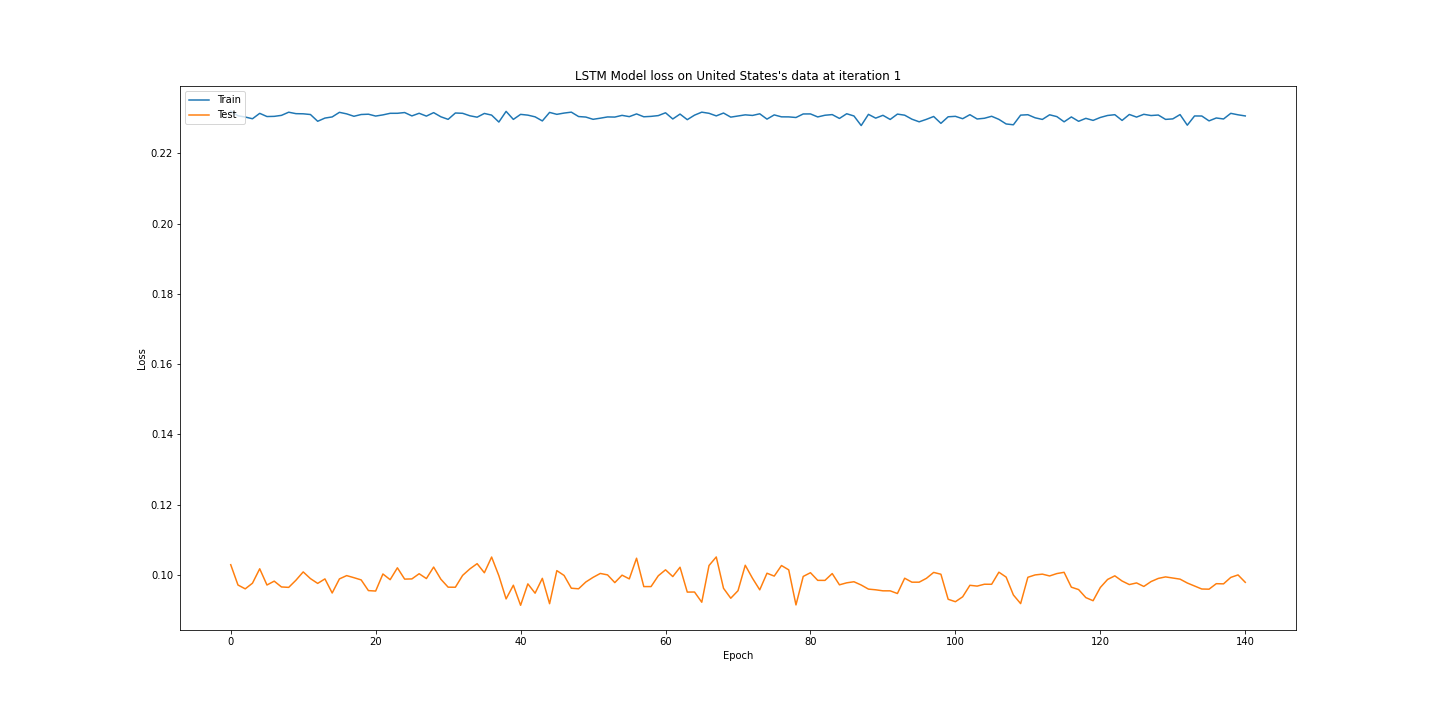 LSTM Model loss on United States's data at iteration 1
Train
Test
0.22
0.20
0.18
0.16
0.14
0.12
0.10
Loss
0 20 40 60 80 100 120 140
Epoch